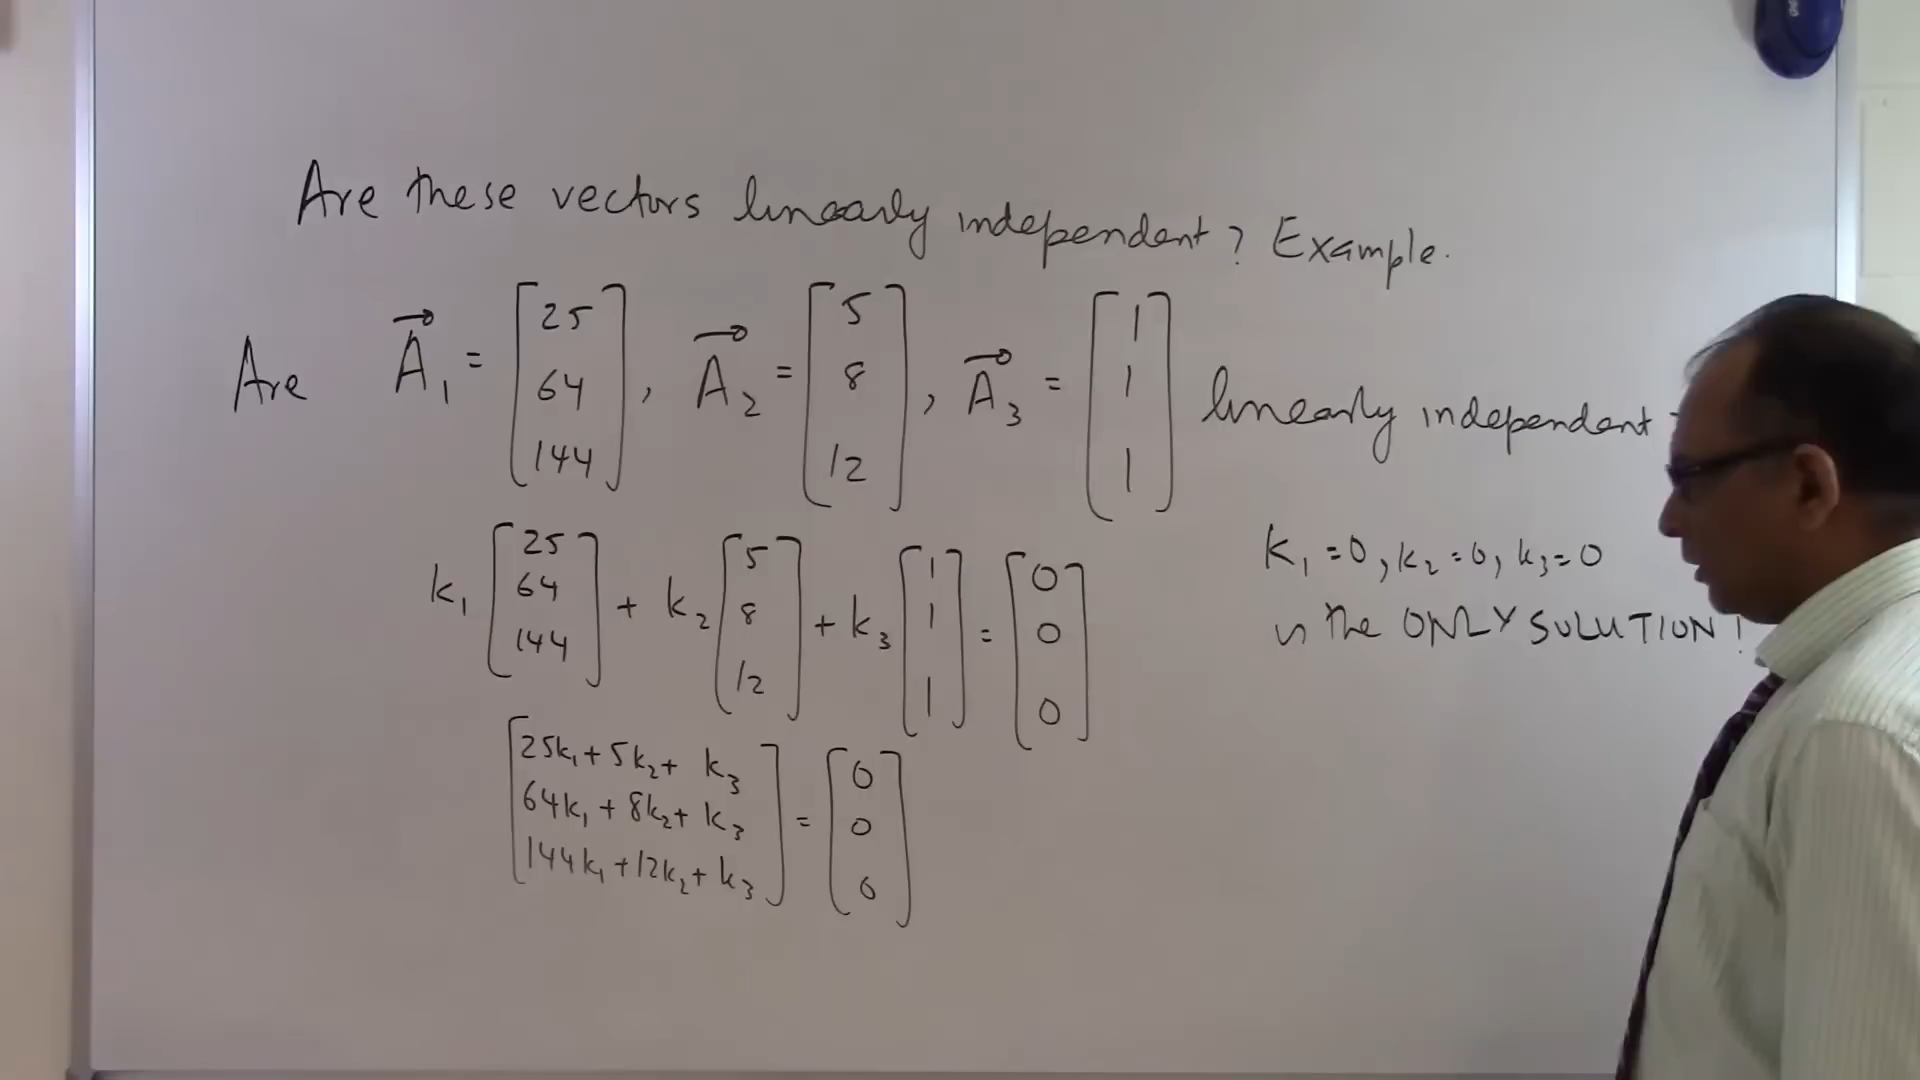 Are these vectors linearly independent? Example.
Are A⃗₁ = [25 64 144], A⃗₂ = [5 8 12], A⃗₃ = [1 1 1] linearly independent
k₁ [25 64 144] + k₂ [5 8 12] + k₃ [1 1 1] = [0 0 0]
K₁=0, k₂=0, k₃=0
is the ONLY SOLUTION!
[25k₁ + 5k₂ + k₃
64k₁ + 8k₂ + k₃
144k₁ + 12k₂ + k₃] = [0 0 0]